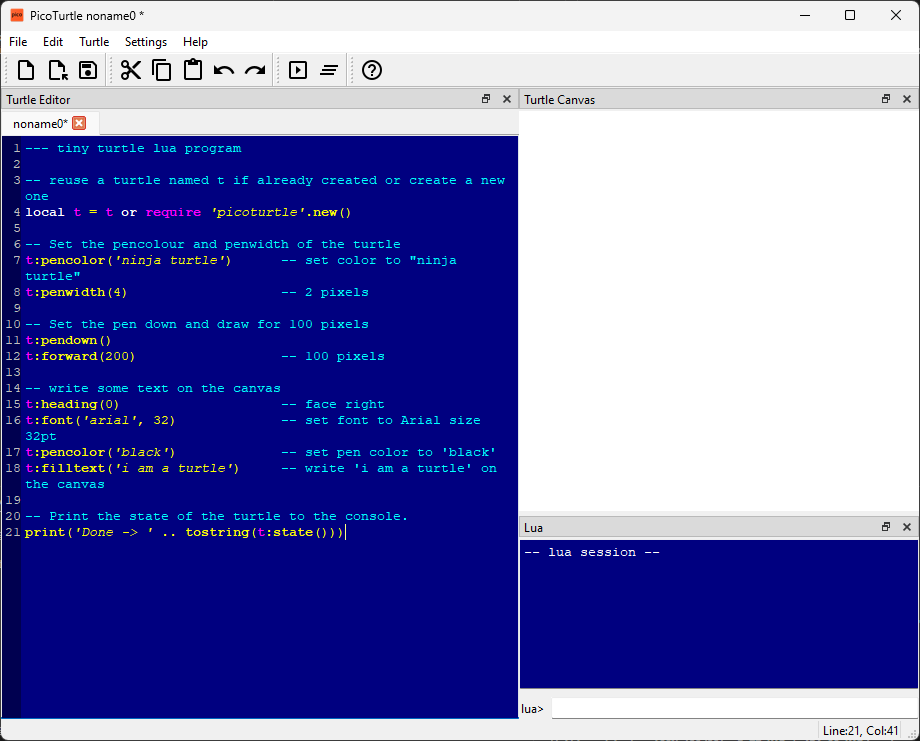 PicoTurtle noname0 *
File Edit Turtle Settings Help
Turtle Editor
noname0*
1 --- tiny turtle lua program
2
3 -- reuse a turtle named t if already created or create a new
one
4 local t = t or require 'picoturtle'.new()
5
6 -- Set the pencolour and penwidth of the turtle
7 t:pencolor('ninja turtle') -- set color to "ninja
turtle"
8 t:penwidth(4) -- 2 pixels
9
10 -- Set the pen down and draw for 100 pixels
11 t:pendown()
12 t:forward(200) -- 100 pixels
13
14 -- write some text on the canvas
15 t:heading(0) -- face right
16 t:font('arial', 32) -- set font to Arial size
32pt
17 t:pencolor('black') -- set pen color to 'black'
18 t:filltext('i am a turtle') -- write 'i am a turtle' on
the canvas
19
20 -- Print the state of the turtle to the console.
21 print('Done -> ' .. tostring(t:state()))
Turtle Canvas
Lua
-- lua session --
lua>
Line:21, Col:41